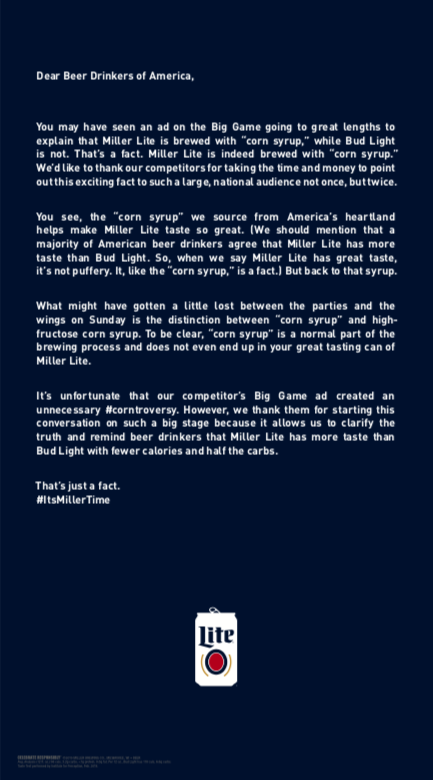 Dear Beer Drinkers of America,
You may have seen an ad on the Big Game going to great lengths to
explain that Miller Lite is brewed with “corn syrup,” while Bud Light
is not. That’s a fact. Miller Lite is indeed brewed with “corn syrup.”
We’d like to thank our competitors for taking the time and money to point
out this exciting fact to such a large, national audience not once, but twice.
You see, the “corn syrup” we source from America’s heartland
helps make Miller Lite taste so great. (We should mention that a
majority of American beer drinkers agree that Miller Lite has more
taste than Bud Light. So, when we say Miller Lite has great taste,
it’s not puffery. It, like the “corn syrup,” is a fact.) But back to that syrup.
What might have gotten a little lost between the parties and the
wings on Sunday is the distinction between “corn syrup” and high-
fructose corn syrup. To be clear, “corn syrup” is a normal part of the
brewing process and does not even end up in your great tasting can of
Miller Lite.
It’s unfortunate that our competitor’s Big Game ad created an
unnecessary #corntroversy. However, we thank them for starting this
conversation on such a big stage because it allows us to clarify the
truth and remind beer drinkers that Miller Lite has more taste than
Bud Light with fewer calories and half the carbs.
That’s just a fact.
#ItsMillerTime
Lite